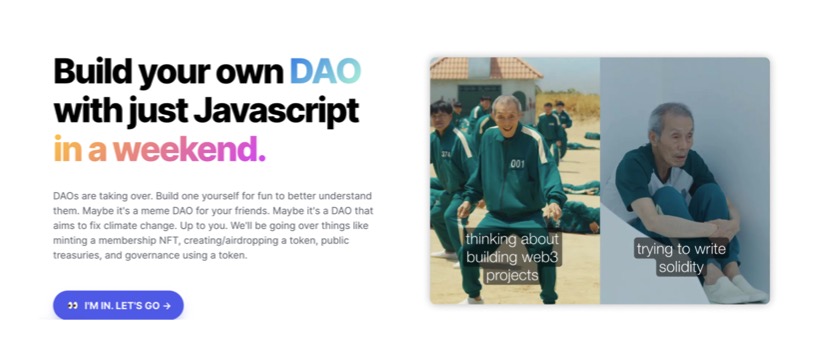 Build your own DAO
with just Javascript
in a weekend.
DAOs are taking over. Build one yourself for fun to better understand
them. Maybe it's a meme DAO for your friends. Maybe it's a DAO that
aims to fix climate change. Up to you. We'll be going over things like
minting a membership NFT, creating/airdropping a token, public
treasuries, and governance using a token.
👀 I'M IN. LET'S GO →
001
thinking about
building web3
projects
trying to write
solidity